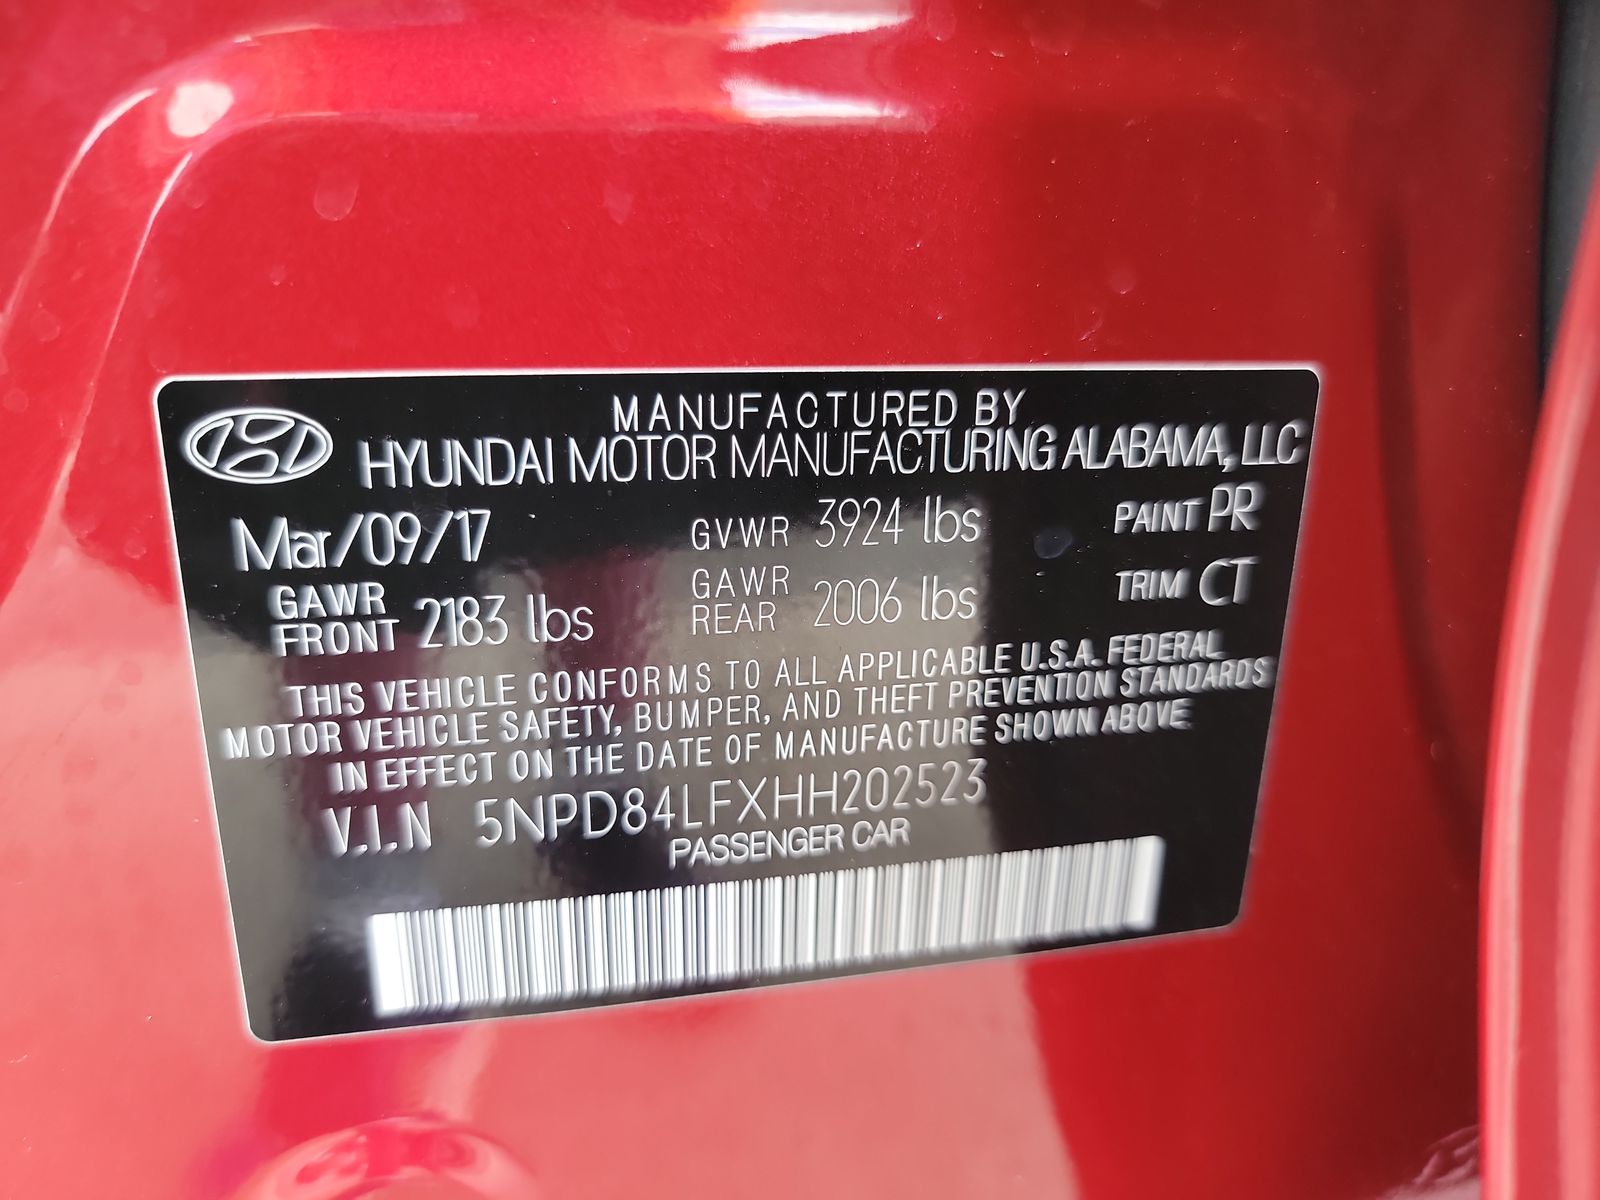 MANUFACTURED BY
HYUNDAI MOTOR MANUFACTURING ALABAMA, LLC
Mar/09/17 GVWR 3924 lbs PAINT PR
GAWR FRONT 2183 lbs GAWR REAR 2006 lbs TRIM CT
THIS VEHICLE CONFORMS TO ALL APPLICABLE U.S.A. FEDERAL
MOTOR VEHICLE SAFETY, BUMPER, AND THEFT PREVENTION STANDARDS
IN EFFECT ON THE DATE OF MANUFACTURE SHOWN ABOVE
V.I.N 5NPD84LFXHH202523
PASSENGER CAR